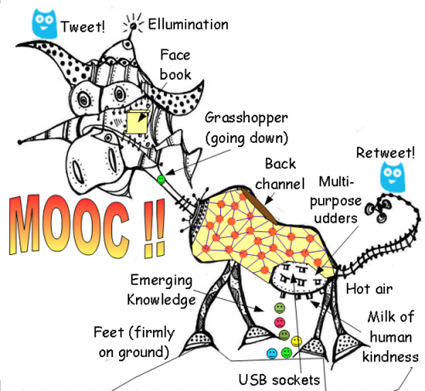 Tweet!
Ellumination
Face
book
Grasshopper
(going down)
Back
channel
Retweet!
Multi-
purpose
udders
MOOC !!
Hot air
Emerging
Knowledge
Milk of
human
kindness
Feet (firmly
on ground)
USB sockets